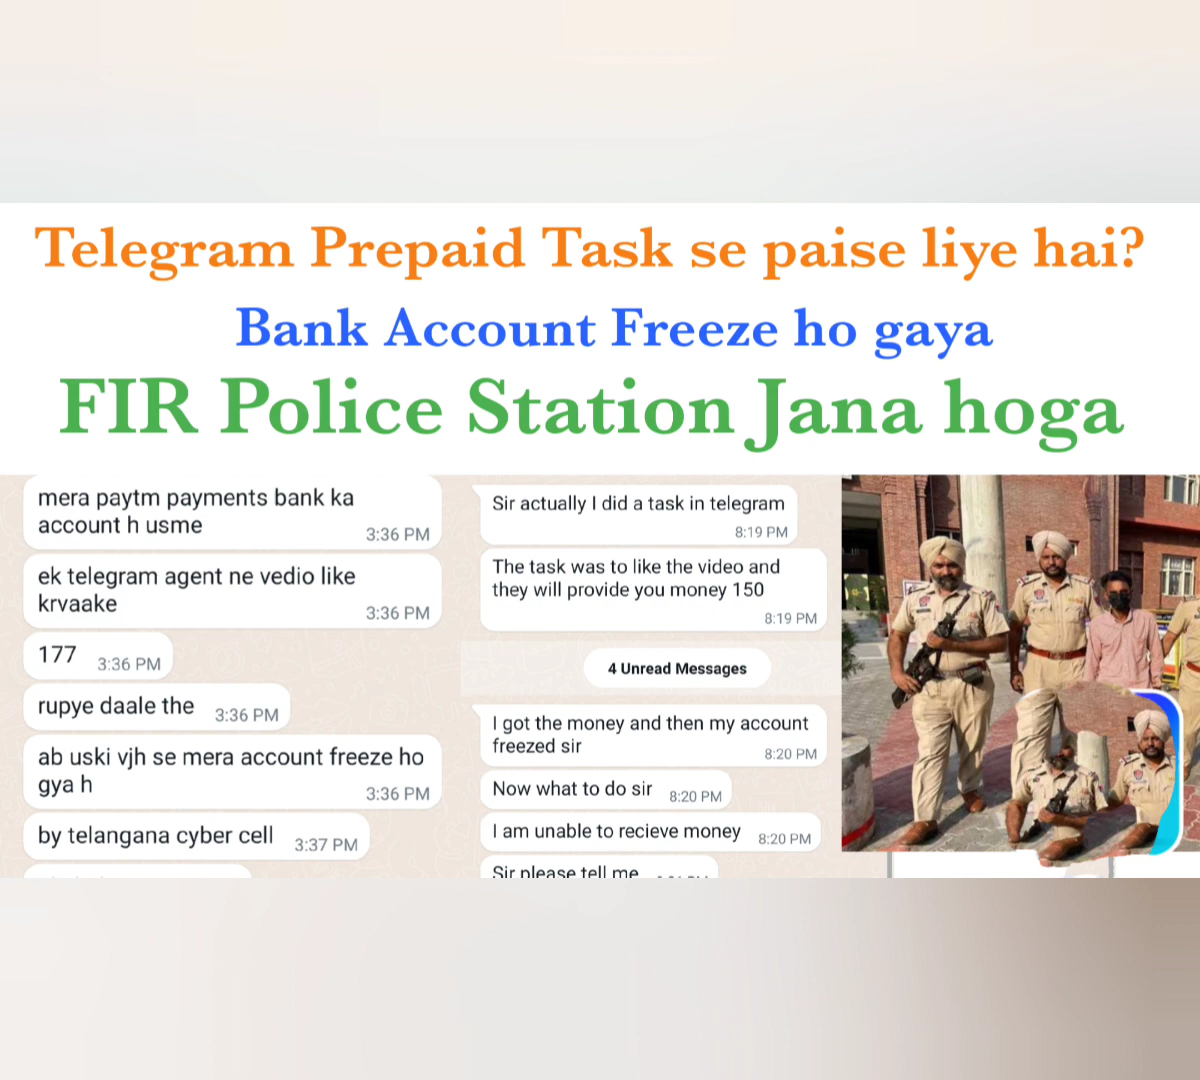 Telegram Prepaid Task se paise liye hai?
Bank Account Freeze ho gaya
FIR Police Station Jana hoga
mera paytm payments bank ka
account h usme
3:36 PM
ek telegram agent ne vedio like
krvaake
3:36 PM
177 3:36 PM
rupye daale the 3:36 PM
ab uski vjh se mera account freeze ho
gya h
3:36 PM
by telangana cyber cell 3:37 PM
Sir actually I did a task in telegram
8:19 PM
The task was to like the video and
they will provide you money 150
8:19 PM
4 Unread Messages
I got the money and then my account
freezed sir
8:20 PM
Now what to do sir 8:20 PM
I am unable to recieve money 8:20 PM
Sir please tell me